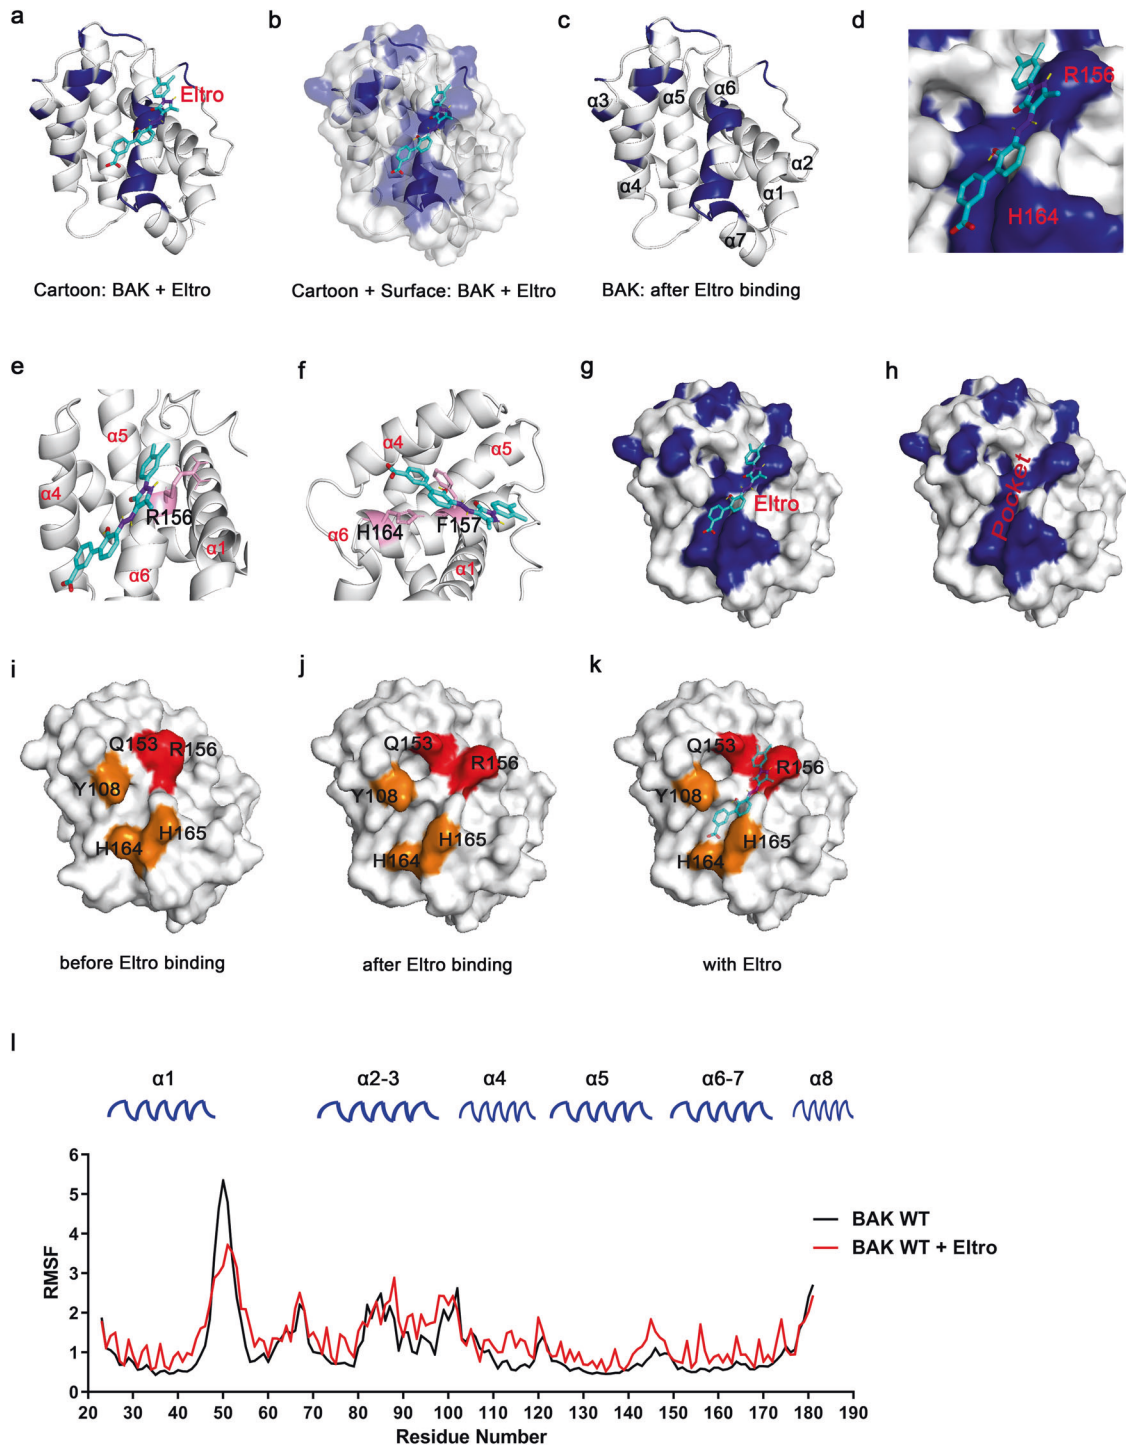 a
b
c
d
Eltro
α3
α5
α6
α2
α4
α1
α7
R156
H164
Cartoon: BAK + Eltro
Cartoon + Surface: BAK + Eltro
BAK: after Eltro binding
e
f
g
h
α5
α4
R156
α1
α6
α4
α5
H164
F157
α6
α1
Eltro
Pocket
i
j
k
Q153
R156
Y108
H165
H164
Q153
R156
Y108
H165
H164
Q153
R156
Y108
H165
H164
before Eltro binding
after Eltro binding
with Eltro
l
α1
α2-3
α4
α5
α6-7
α8
6
5
4
3
2
1
0
RMSF
BAK WT
BAK WT + Eltro
20 30 40 50 60 70 80 90 100 110 120 130 140 150 160 170 180 190
Residue Number